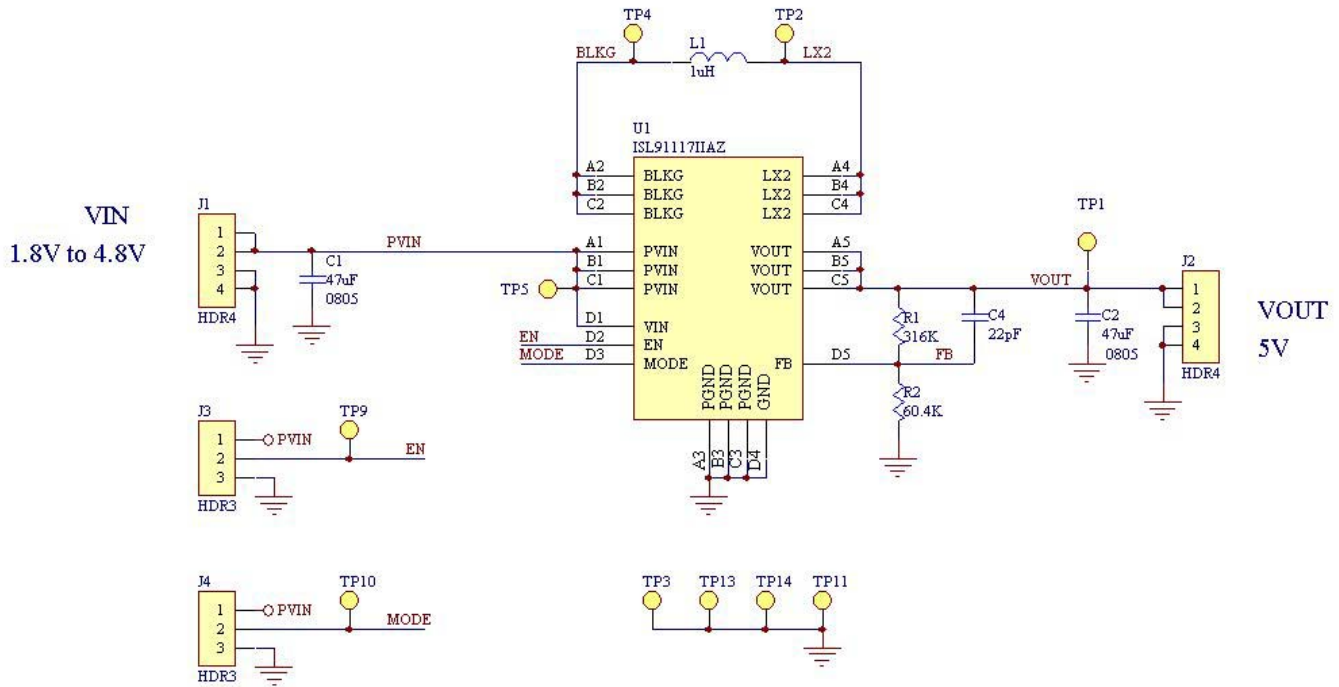 TP4
TP2
BLKG
L1
1uH
LX2
U1
ISL91117IIAZ
A2 BLKG LX2 A4
B2 BLKG LX2 B4
C2 BLKG LX2 C4
A1 PVIN VOUT A5
B1 PVIN VOUT B5
C1 PVIN VOUT C5
D1 VIN
EN D2 EN
MODE D3 MODE FB D5
PGND PGND PGND GND
A3 B3 C3 D4
VIN
1.8V to 4.8V
J1
1
2
3
4
HDR4
PVIN
C1
47uF
0805
TP5
R1
316K
C4
22pF
FB
R2
60.4K
VOUT
TP1
C2
47uF
0805
J2
1
2
3
4
HDR4
VOUT
5V
J3
1 PVIN
2
3
HDR3
TP9
EN
J4
1 PVIN
2
3
HDR3
TP10
MODE
TP3 TP13 TP14 TP11